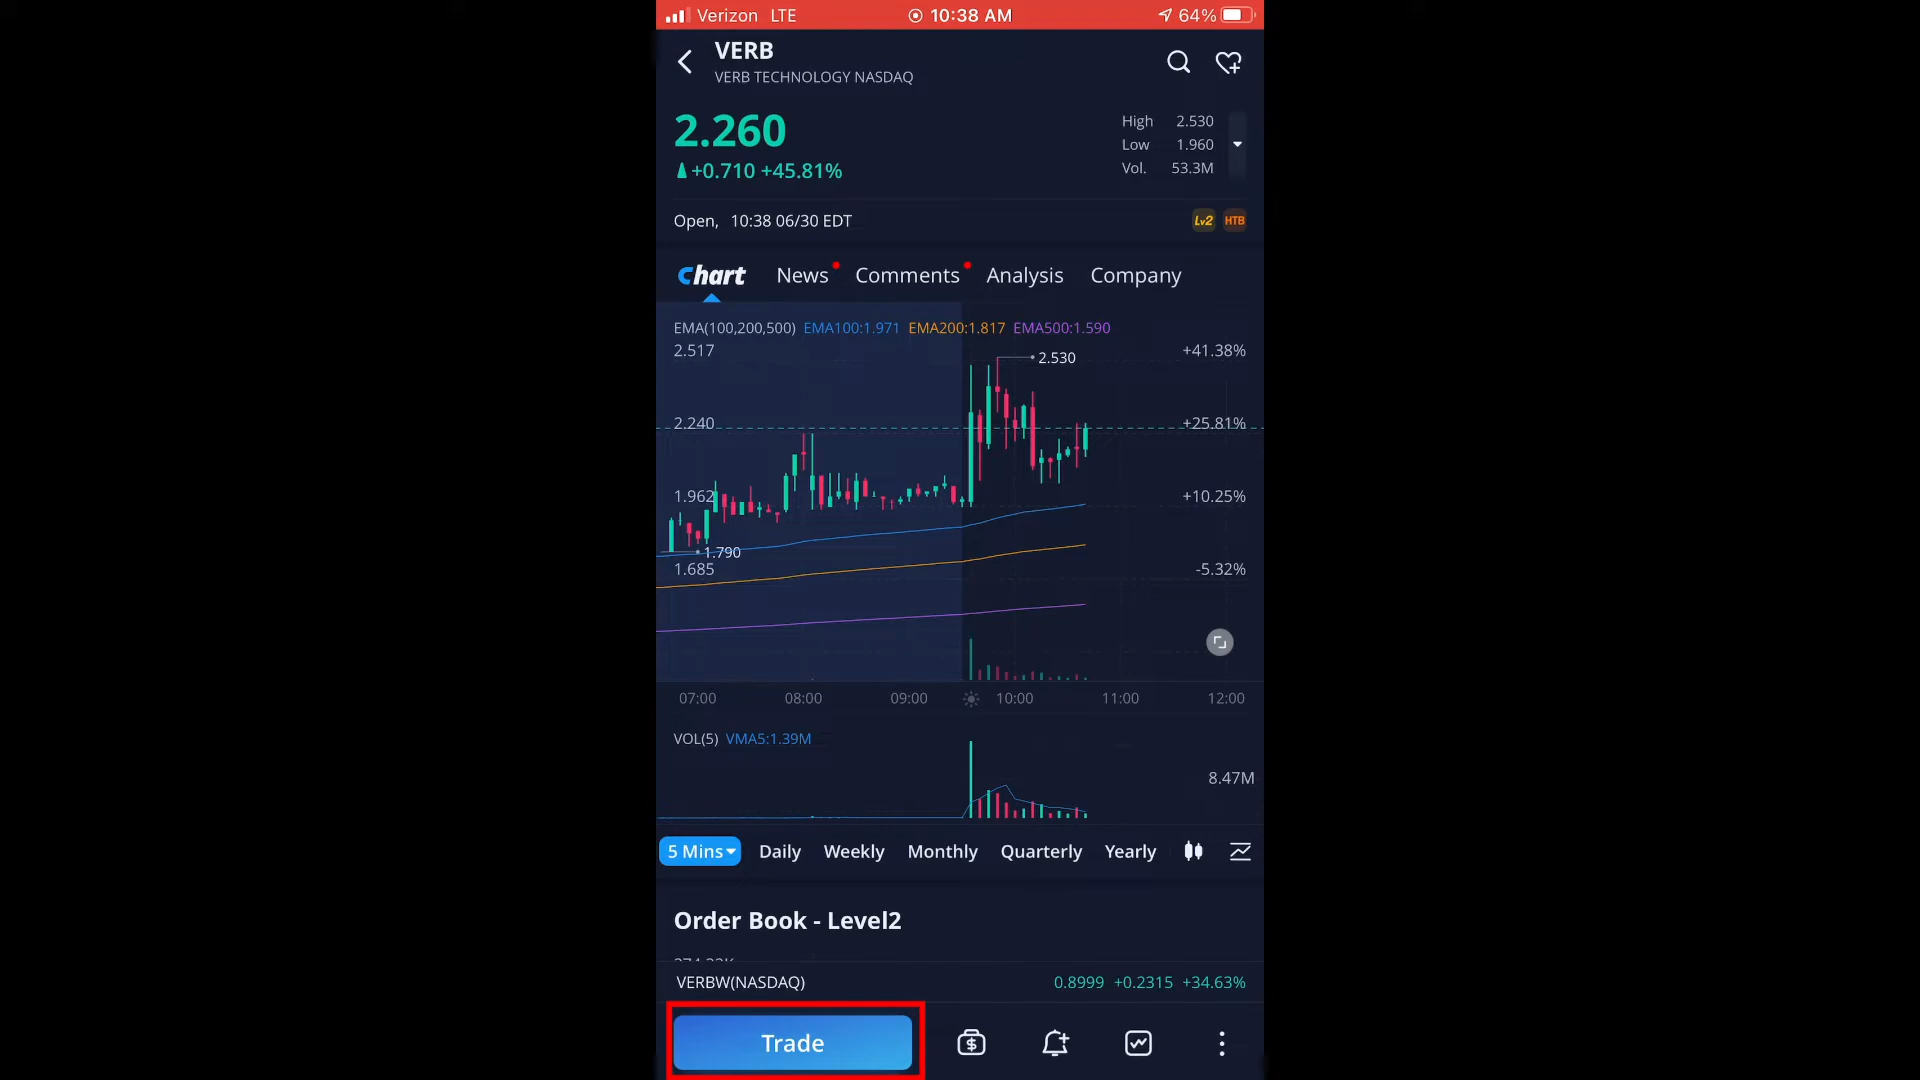 Verizon LTE 10:38 AM 64%
VERB
VERB TECHNOLOGY NASDAQ
2.260
+0.710 +45.81%
High 2.530
Low 1.960
Vol. 53.3M
Open, 10:38 06/30 EDT
Lv2 HTB
Chart News Comments Analysis Company
EMA(100,200,500) EMA100:1.971 EMA200:1.817 EMA500:1.590
2.517 +41.38%
2.530
2.240 +25.81%
1.962 +10.25%
1.790
1.685 -5.32%
07:00 08:00 09:00 10:00 11:00 12:00
VOL(5) VMA5:1.39M
8.47M
5 Mins Daily Weekly Monthly Quarterly Yearly
Order Book - Level2
VERBW(NASDAQ) 0.8999 +0.2315 +34.63%
Trade